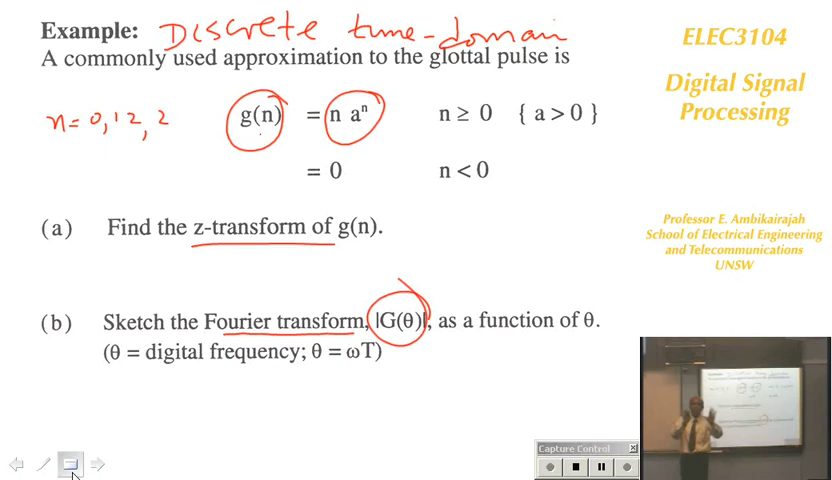 Example: Discrete time-domain
A commonly used approximation to the glottal pulse is
n=0,12,2
g(n) = n aⁿ n ≥ 0 { a > 0 }
= 0 n < 0
(a) Find the z-transform of g(n).
(b) Sketch the Fourier transform, |G(θ)|, as a function of θ.
(θ = digital frequency; θ = ωT)
ELEC3104
Digital Signal
Processing
Professor E. Ambikairajah
School of Electrical Engineering
and Telecommunications
UNSW
Capture Control